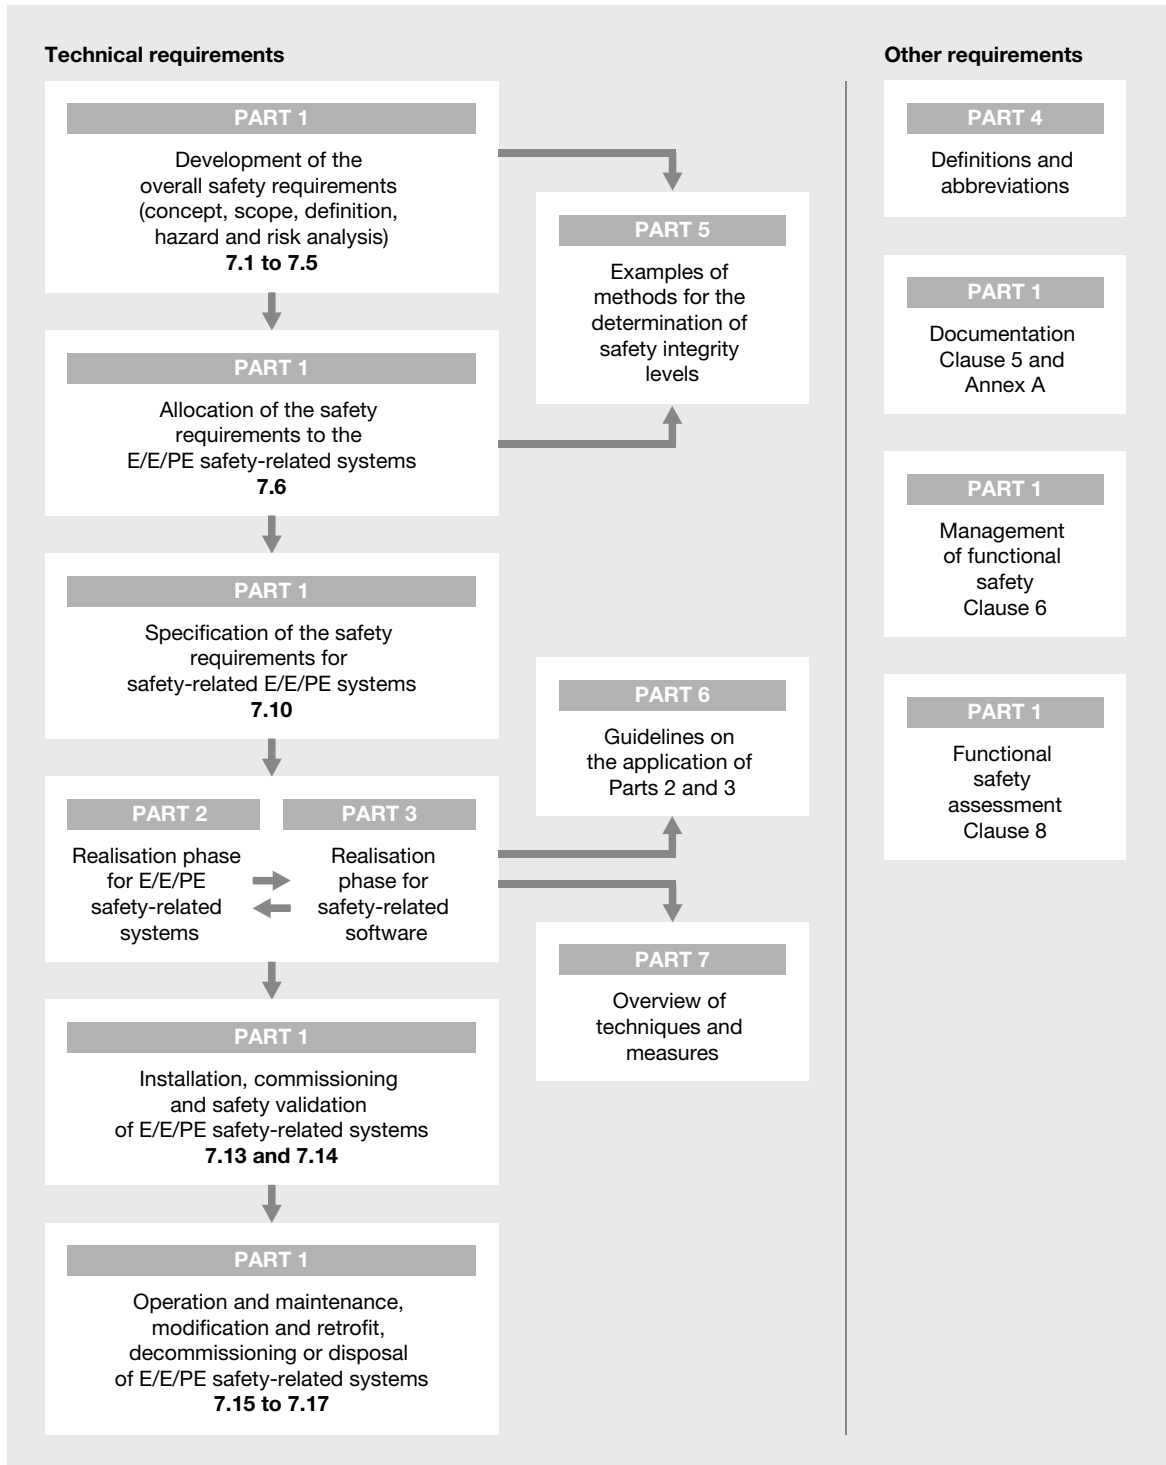 Technical requirements
PART 1
Development of the
overall safety requirements
(concept, scope, definition,
hazard and risk analysis)
7.1 to 7.5
PART 1
Allocation of the safety
requirements to the
E/E/PE safety-related systems
7.6
PART 1
Specification of the safety
requirements for
safety-related E/E/PE systems
7.10
PART 2
Realisation phase
for E/E/PE
safety-related
systems
PART 3
Realisation
phase for
safety-related
software
PART 1
Installation, commissioning
and safety validation
of E/E/PE safety-related systems
7.13 and 7.14
PART 1
Operation and maintenance,
modification and retrofit,
decommissioning or disposal
of E/E/PE safety-related systems
7.15 to 7.17
PART 5
Examples of
methods for the
determination of
safety integrity
levels
PART 6
Guidelines on
the application of
Parts 2 and 3
PART 7
Overview of
techniques and
measures
Other requirements
PART 4
Definitions and
abbreviations
PART 1
Documentation
Clause 5 and
Annex A
PART 1
Management
of functional
safety
Clause 6
PART 1
Functional
safety
assessment
Clause 8